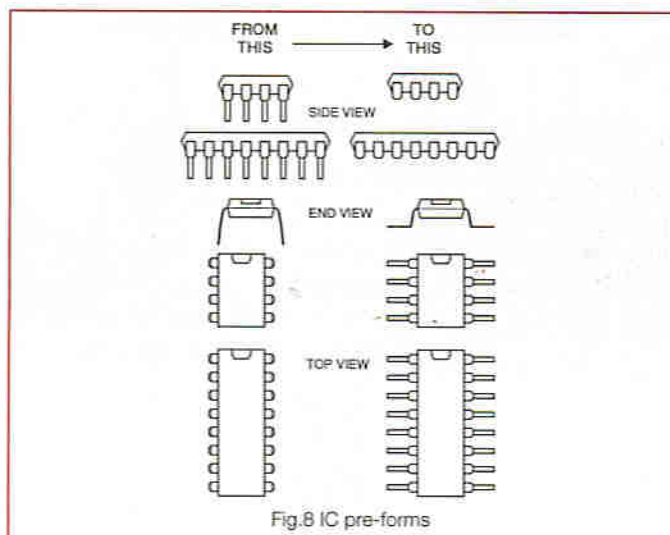 FROM THIS
TO THIS
SIDE VIEW
END VIEW
TOP VIEW
Fig.8 IC pre-forms